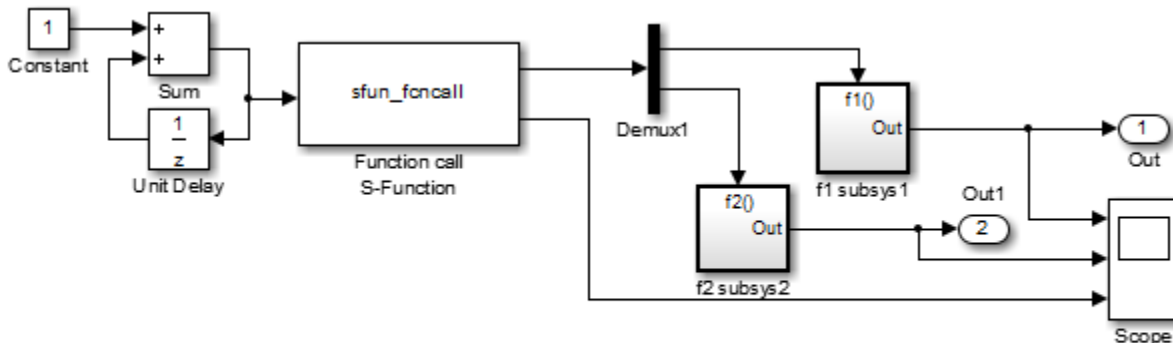 1
Constant
+
+
Sum
1
z
Unit Delay
sfun_fcncall
Function call
S-Function
Demux1
f1()
Out
f1 subsys1
f2()
Out
f2 subsys2
1
Out
Out1
2
Scope